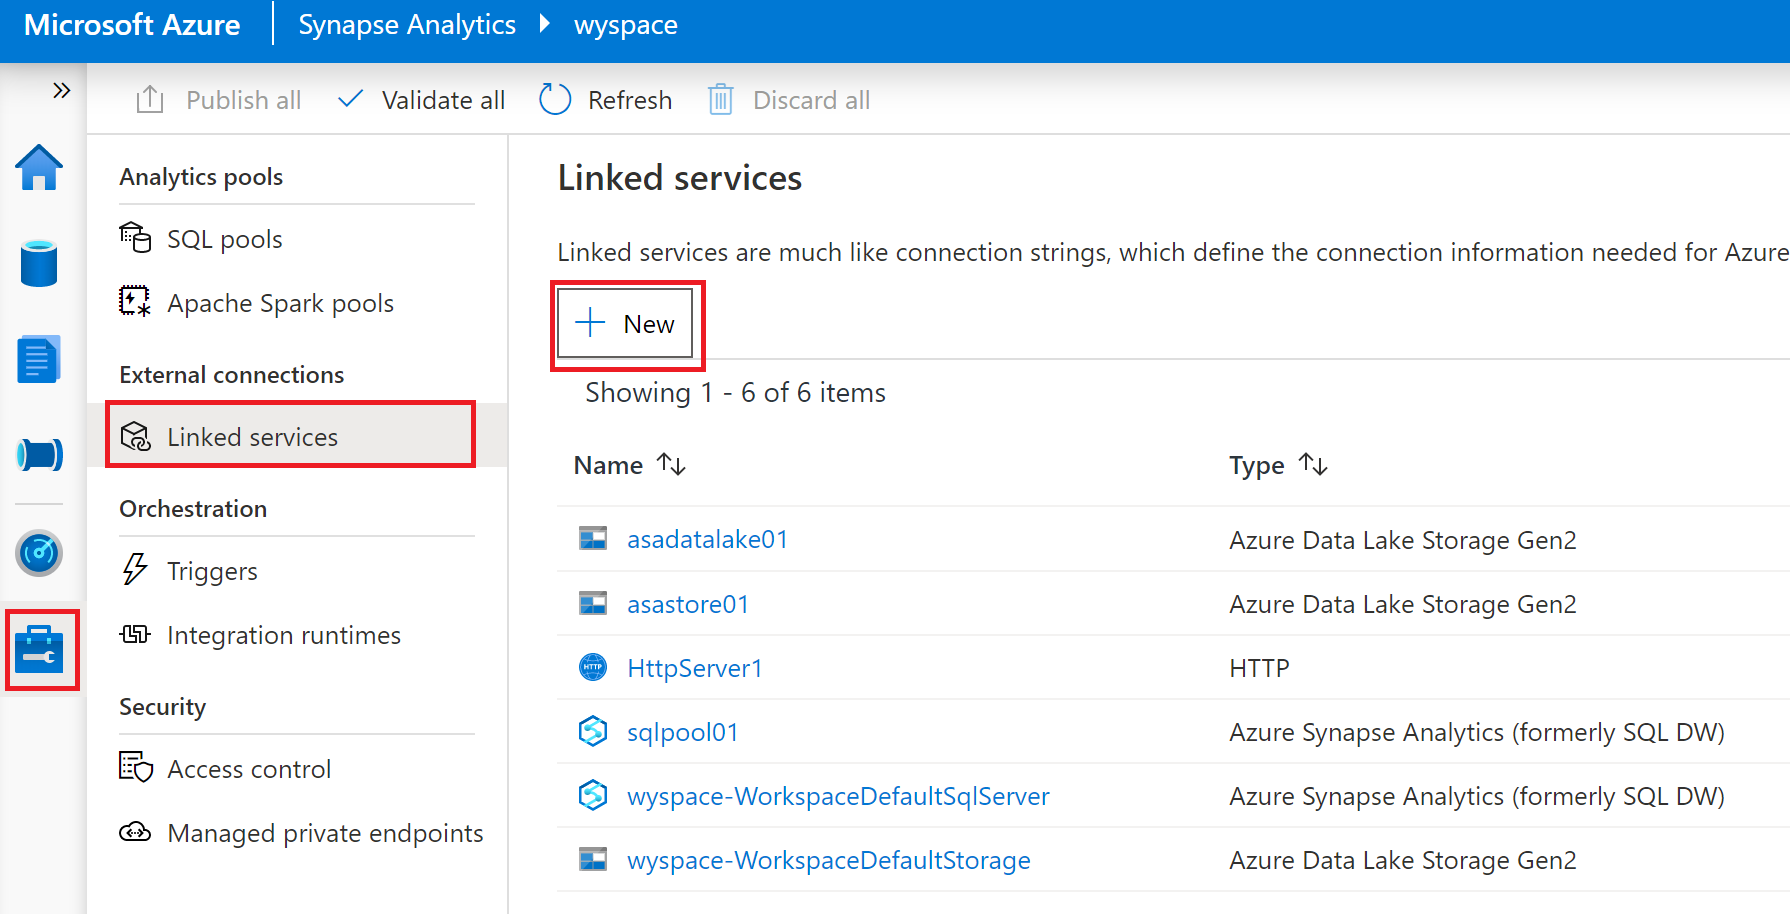 Microsoft Azure Synapse Analytics wyspace
Publish all Validate all Refresh Discard all
Analytics pools
SQL pools
Apache Spark pools
External connections
Linked services
Orchestration
Triggers
Integration runtimes
Security
Access control
Managed private endpoints
Linked services
Linked services are much like connection strings, which define the connection information needed for Azure
New
Showing 1 - 6 of 6 items
Name Type
asadatalake01 Azure Data Lake Storage Gen2
asastore01 Azure Data Lake Storage Gen2
HTTP HttpServer1 HTTP
sqlpool01 Azure Synapse Analytics (formerly SQL DW)
wyspace-WorkspaceDefaultSqlServer Azure Synapse Analytics (formerly SQL DW)
wyspace-WorkspaceDefaultStorage Azure Data Lake Storage Gen2